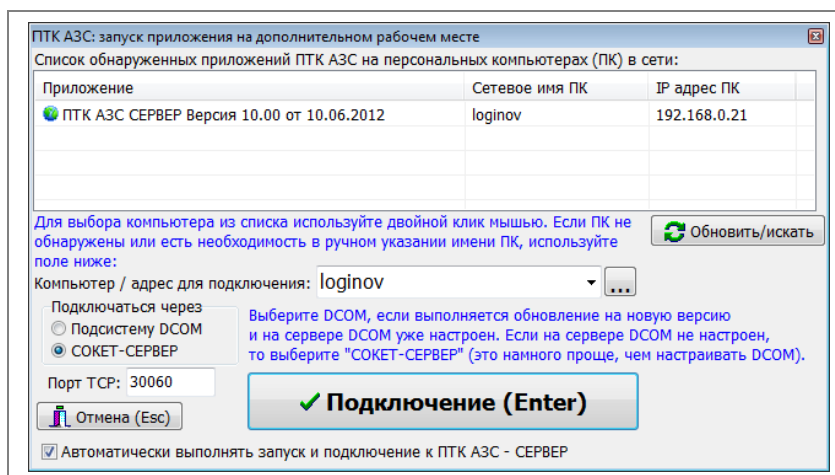 ПТК АЗС: запуск приложения на дополнительном рабочем месте
Список обнаруженных приложений ПТК АЗС на персональных компьютерах (ПК) в сети:
Приложение Сетевое имя ПК IP адрес ПК
ПТК АЗС СЕРВЕР Версия 10.00 от 10.06.2012 loginov 192.168.0.21
Для выбора компьютера из списка используйте двойной клик мышью. Если ПК не
обнаружены или есть необходимость в ручном указании имени ПК, используйте
поле ниже:
Обновить/искать
Компьютер / адрес для подключения: loginov ...
Подключаться через
Подсистему DCOM
СОКЕТ-СЕРВЕР
Выберите DCOM, если выполняется обновление на новую версию
и на сервере DCOM уже настроен. Если на сервере DCOM не настроен,
то выберите "СОКЕТ-СЕРВЕР" (это намного проще, чем настраивать DCOM).
Порт TCP: 30060
Подключение (Enter)
Отмена (Esc)
Автоматически выполнять запуск и подключение к ПТК АЗС - СЕРВЕР